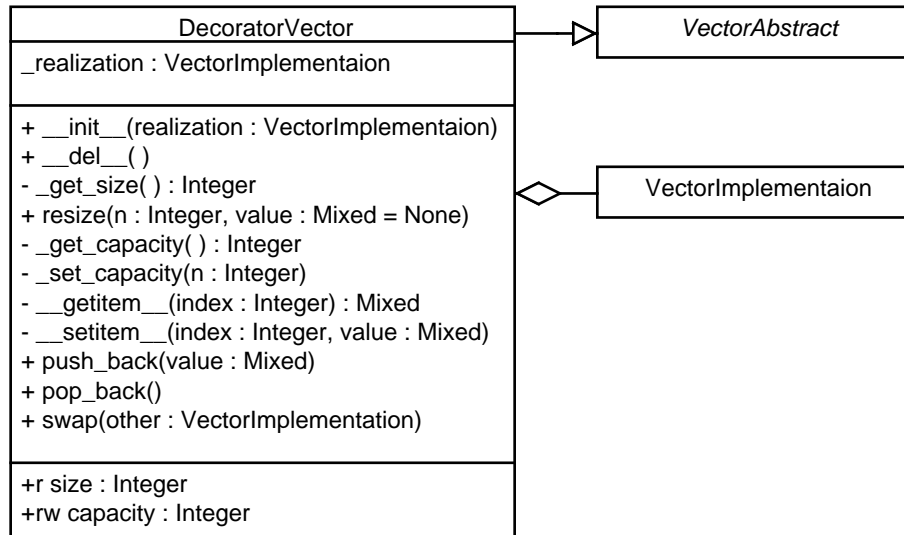 DecoratorVector
_realization : VectorImplementaion
+ __init__(realization : VectorImplementaion)
+ __del__( )
- _get_size( ) : Integer
+ resize(n : Integer, value : Mixed = None)
- _get_capacity( ) : Integer
- _set_capacity(n : Integer)
- __getitem__(index : Integer) : Mixed
- __setitem__(index : Integer, value : Mixed)
+ push_back(value : Mixed)
+ pop_back()
+ swap(other : VectorImplementation)
+r size : Integer
+rw capacity : Integer
VectorAbstract
VectorImplementaion